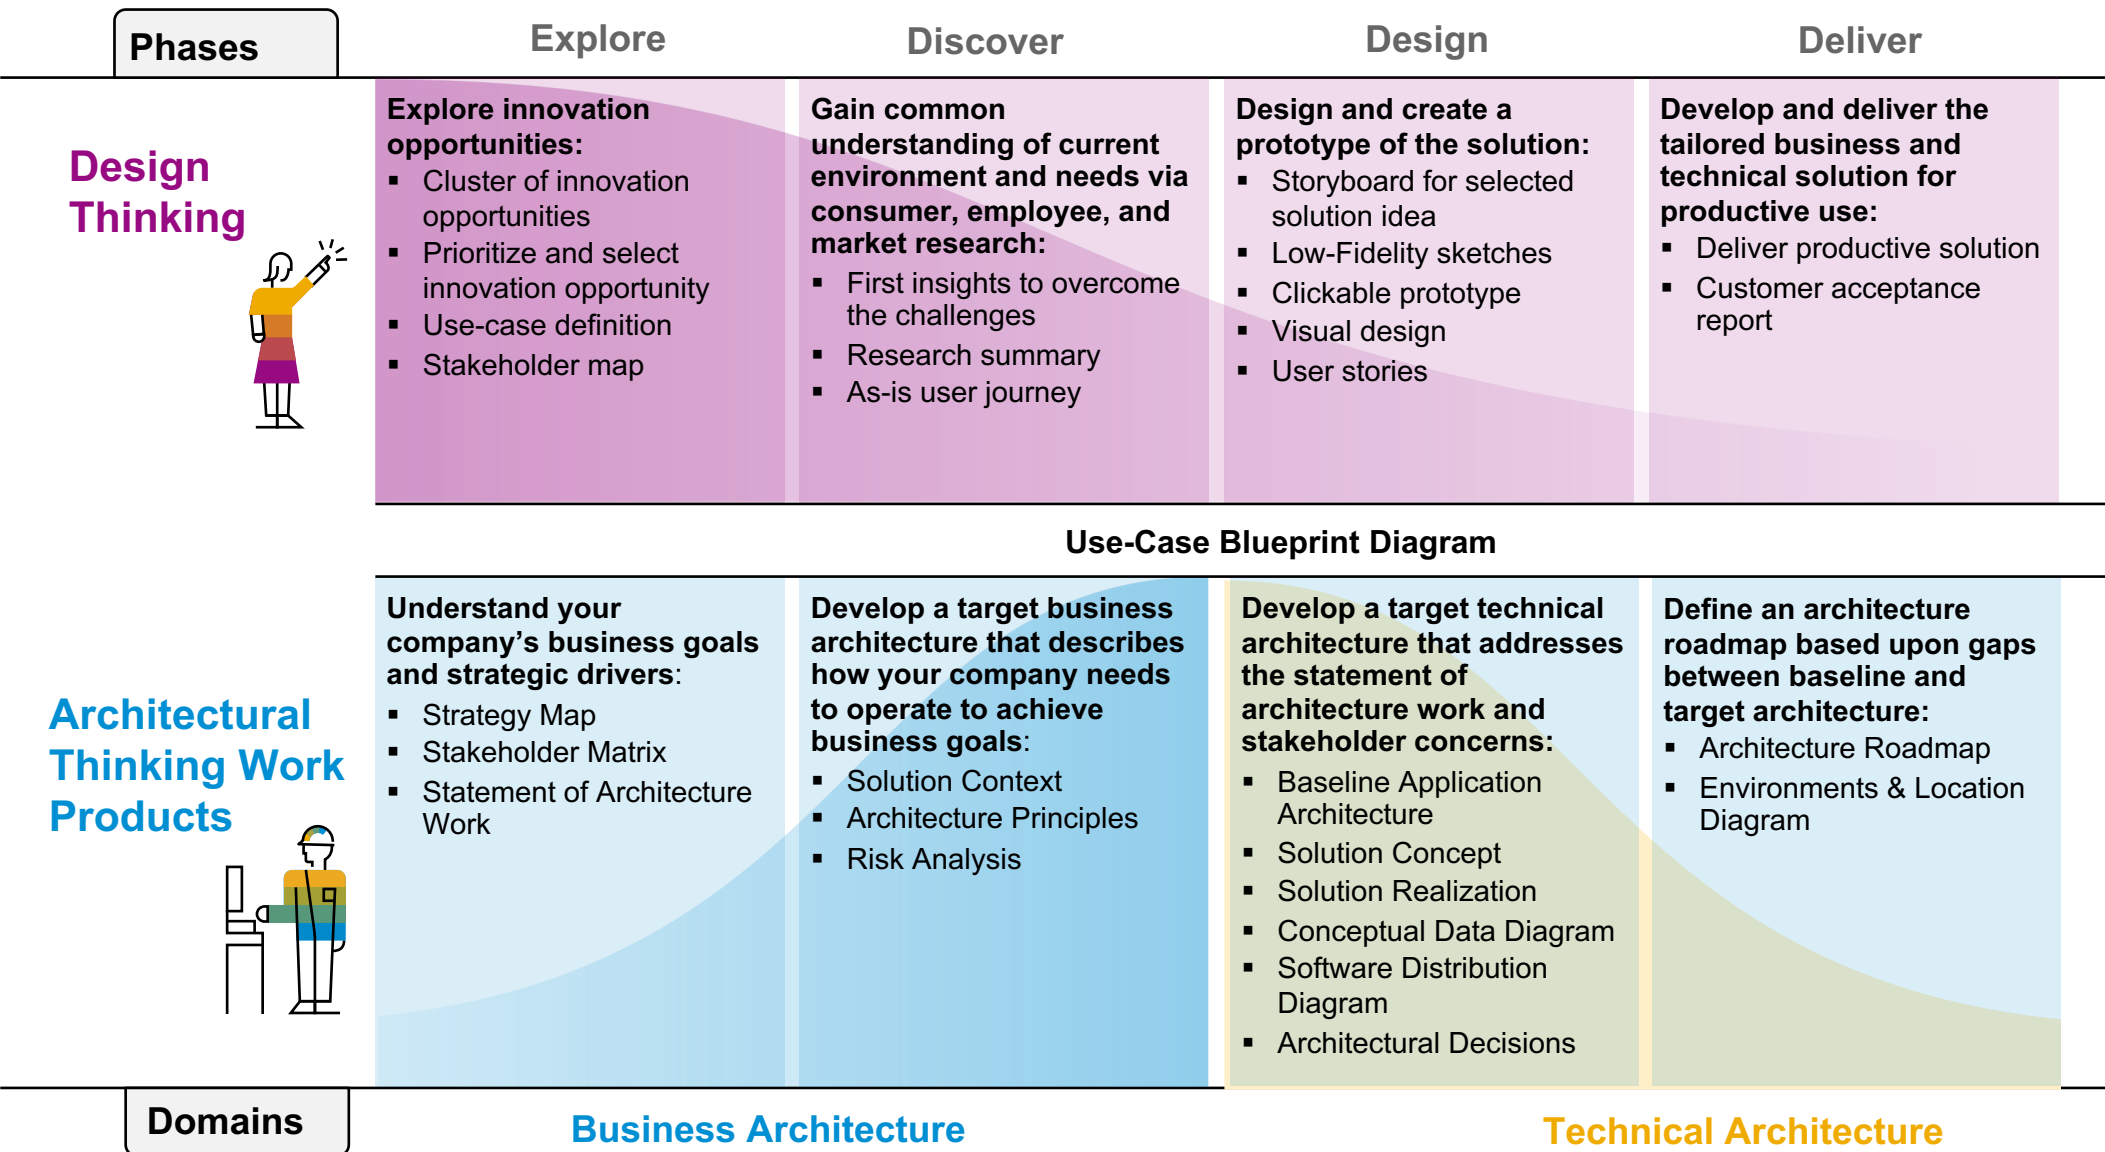 Phases
Explore
Discover
Design
Deliver
Design
Thinking
Explore innovation
opportunities:
▪ Cluster of innovation
opportunities
▪ Prioritize and select
innovation opportunity
▪ Use-case definition
▪ Stakeholder map
Gain common
understanding of current
environment and needs via
consumer, employee, and
market research:
▪ First insights to overcome
the challenges
▪ Research summary
▪ As-is user journey
Design and create a
prototype of the solution:
▪ Storyboard for selected
solution idea
▪ Low-Fidelity sketches
▪ Clickable prototype
▪ Visual design
▪ User stories
Develop and deliver the
tailored business and
technical solution for
productive use:
▪ Deliver productive solution
▪ Customer acceptance
report
Use-Case Blueprint Diagram
Architectural
Thinking Work
Products
Understand your
company’s business goals
and strategic drivers:
▪ Strategy Map
▪ Stakeholder Matrix
▪ Statement of Architecture
Work
Develop a target business
architecture that describes
how your company needs
to operate to achieve
business goals:
▪ Solution Context
▪ Architecture Principles
▪ Risk Analysis
Develop a target technical
architecture that addresses
the statement of
architecture work and
stakeholder concerns:
▪ Baseline Application
Architecture
▪ Solution Concept
▪ Solution Realization
▪ Conceptual Data Diagram
▪ Software Distribution
Diagram
▪ Architectural Decisions
Define an architecture
roadmap based upon gaps
between baseline and
target architecture:
▪ Architecture Roadmap
▪ Environments & Location
Diagram
Domains
Business Architecture
Technical Architecture